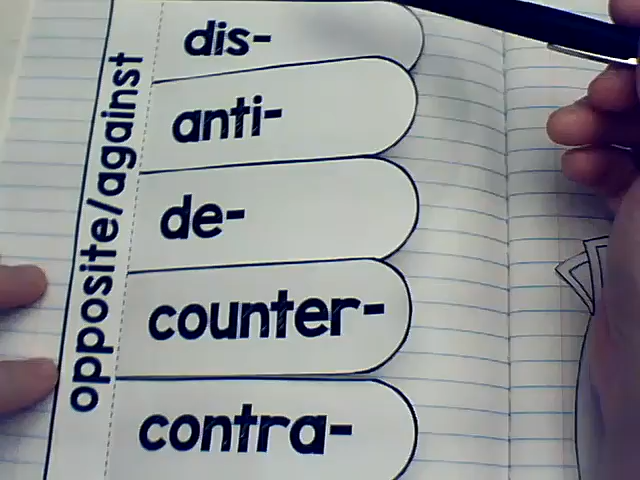 opposite/against
dis-
anti-
de-
counter-
contra-